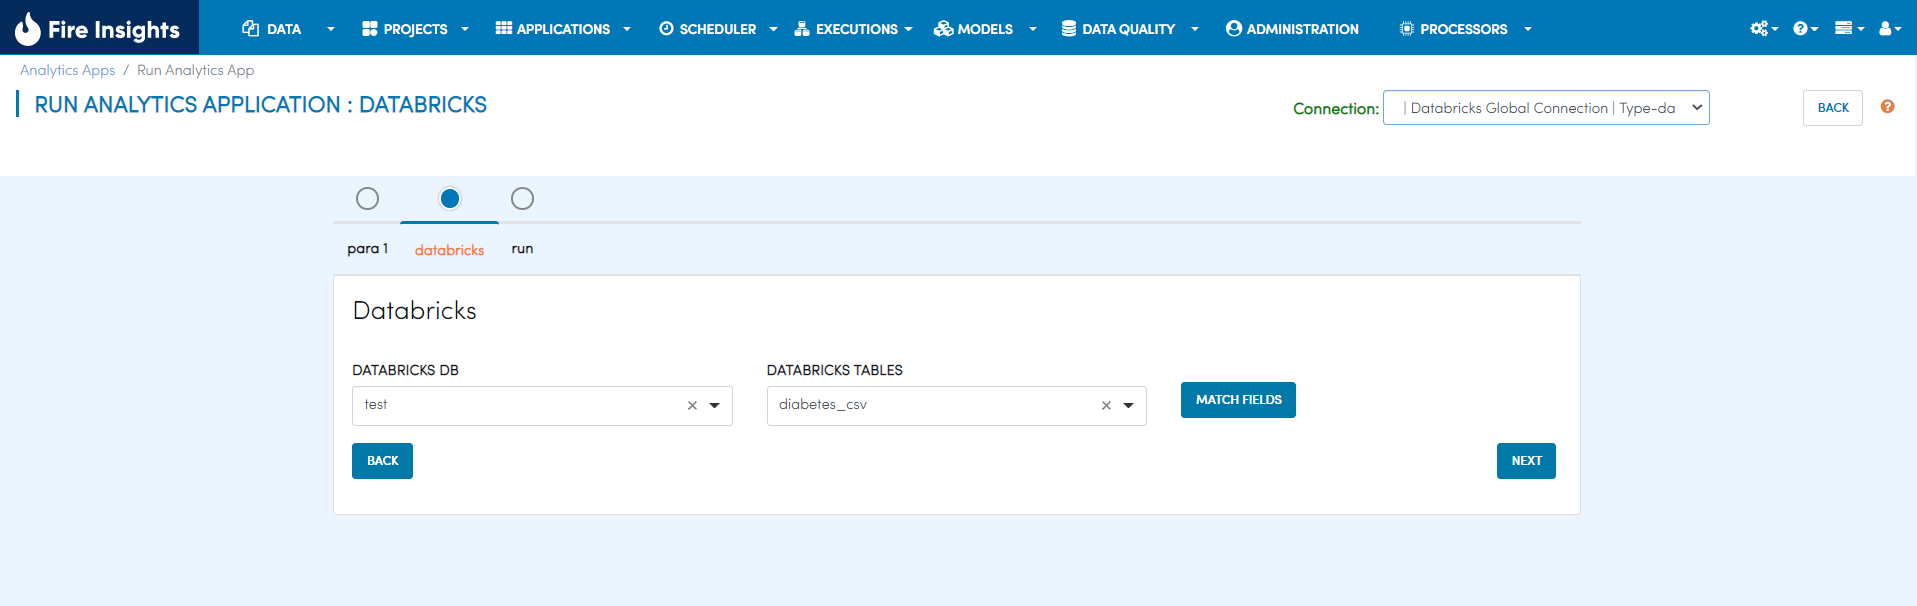 Fire Insights DATA PROJECTS APPLICATIONS SCHEDULER EXECUTIONS MODELS DATA QUALITY ADMINISTRATION PROCESSORS
Analytics Apps / Run Analytics App
RUN ANALYTICS APPLICATION : DATABRICKS
Connection: | Databricks Global Connection | Type-da BACK
para 1 databricks run
Databricks
DATABRICKS DB DATABRICKS TABLES
test diabetes_csv MATCH FIELDS
BACK NEXT